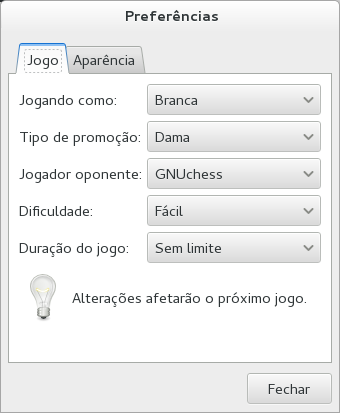 Preferências
Jogo Aparência
Jogando como: Branca
Tipo de promoção: Dama
Jogador oponente: GNUchess
Dificuldade: Fácil
Duração do jogo: Sem limite
Alterações afetarão o próximo jogo.
Fechar